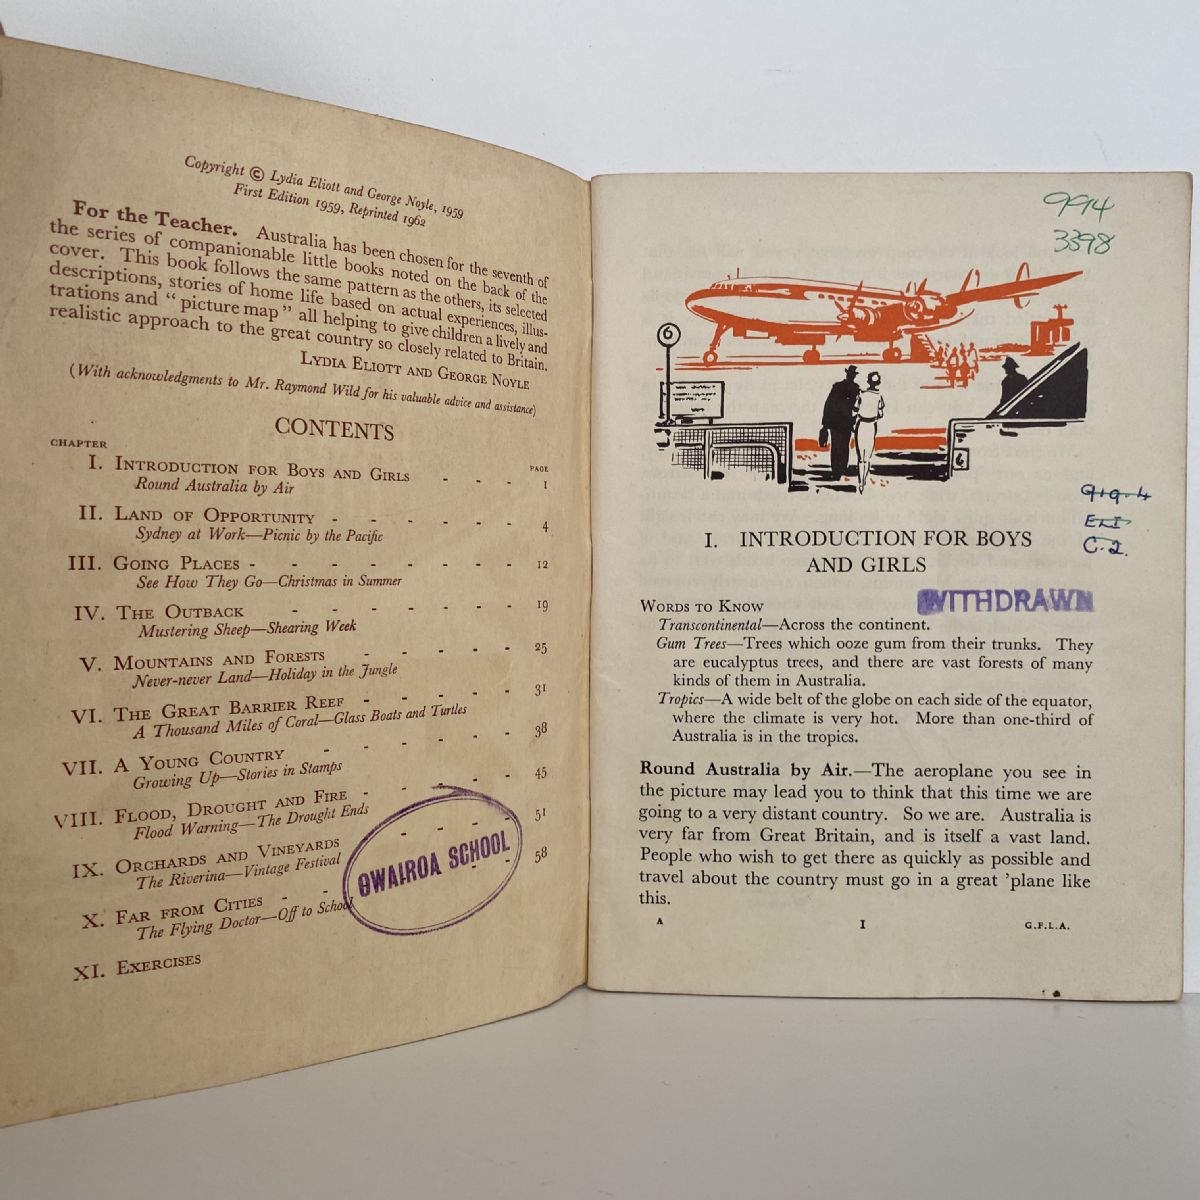 Copyright © Lydia Eliott and George Noyle, 1959
First Edition 1959, Reprinted 1962
For the Teacher. Australia has been chosen for the seventh of
the series of companionable little books noted on the back of the
cover. This book follows the same pattern as the others, its selected
descriptions, stories of home life based on actual experiences, illus-
trations and " picture map " all helping to give children a lively and
realistic approach to the great country so closely related to Britain.
LYDIA ELIOTT AND GEORGE NOYLE
(With acknowledgments to Mr. Raymond Wild for his valuable advice and assistance)
CONTENTS
CHAPTER PAGE
I. INTRODUCTION FOR BOYS AND GIRLS - - - 1
Round Australia by Air
II. LAND OF OPPORTUNITY - - - - - - 4
Sydney at Work—Picnic by the Pacific
III. GOING PLACES - - - - - - - - 12
See How They Go—Christmas in Summer
IV. THE OUTBACK - - - - - - - 19
Mustering Sheep—Shearing Week
V. MOUNTAINS AND FORESTS - - - - - 25
Never-never Land—Holiday in the Jungle
VI. THE GREAT BARRIER REEF - - - - - 31
A Thousand Miles of Coral—Glass Boats and Turtles
VII. A YOUNG COUNTRY - - - - - - 38
Growing Up—Stories in Stamps
VIII. FLOOD, DROUGHT AND FIRE - - - - - 45
Flood Warning—The Drought Ends
IX. ORCHARDS AND VINEYARDS - - - - 51
The Riverina—Vintage Festival
X. FAR FROM CITIES - - - - - 58
The Flying Doctor—Off to School
XI. EXERCISES
OWAIROA SCHOOL
994
3398
6
4
919.4
ELI
C.2.
I. INTRODUCTION FOR BOYS
AND GIRLS
WITHDRAWN
WORDS TO KNOW
Transcontinental—Across the continent.
Gum Trees—Trees which ooze gum from their trunks. They
are eucalyptus trees, and there are vast forests of many
kinds of them in Australia.
Tropics—A wide belt of the globe on each side of the equator,
where the climate is very hot. More than one-third of
Australia is in the tropics.
Round Australia by Air.—The aeroplane you see in
the picture may lead you to think that this time we are
going to a very distant country. So we are. Australia is
very far from Great Britain, and is itself a vast land.
People who wish to get there as quickly as possible and
travel about the country must go in a great 'plane like
this.
A 1 G.F.L.A.